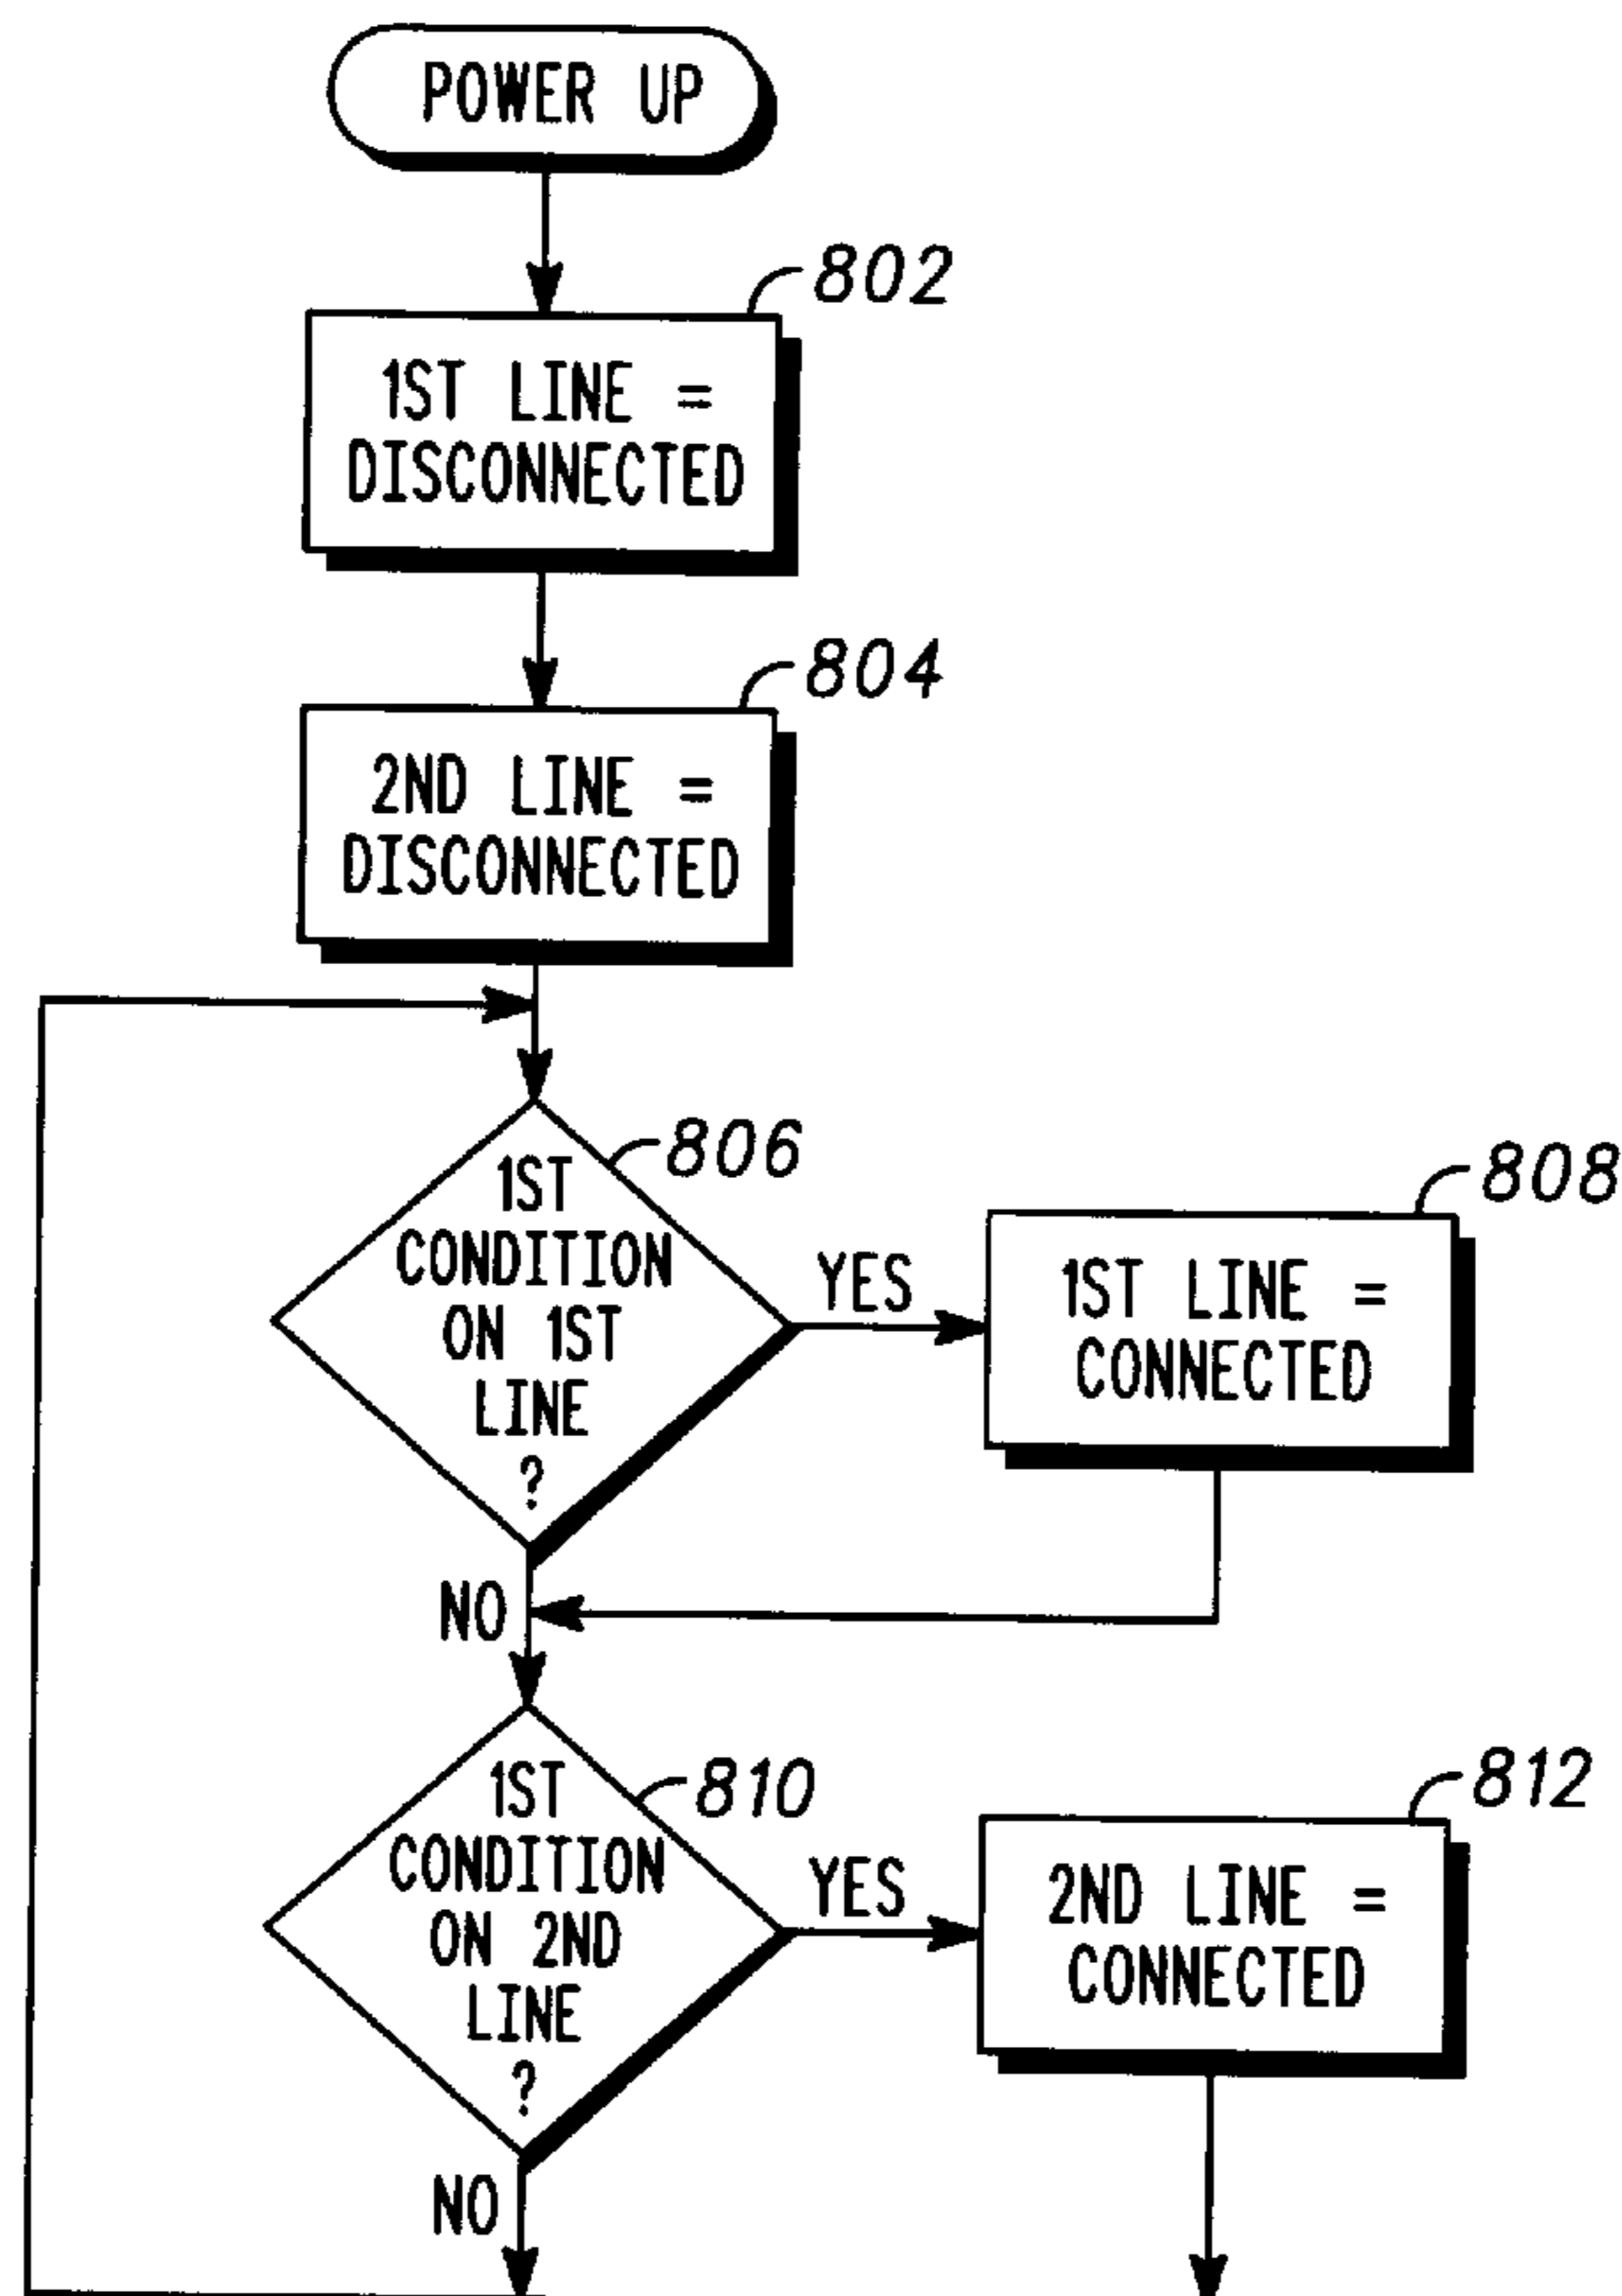 POWER UP
802
1ST LINE =
DISCONNECTED
804
2ND LINE =
DISCONNECTED
806
1ST
CONDITION
ON 1ST
LINE
?
YES
808
1ST LINE =
CONNECTED
NO
810
1ST
CONDITION
ON 2ND
LINE
?
YES
812
2ND LINE =
CONNECTED
NO